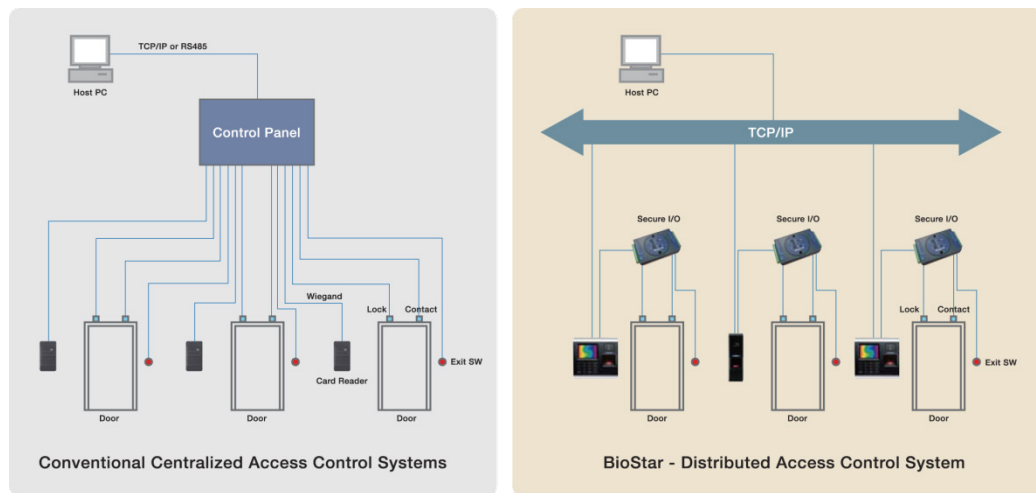 TCP/IP or RS485
Host PC
Control Panel
Wiegand
Lock
Contact
Exit SW
Card Reader
Door
Door
Door
Conventional Centralized Access Control Systems
Host PC
TCP/IP
Secure I/O
Secure I/O
Secure I/O
Lock
Contact
Exit SW
Door
Door
Door
BioStar - Distributed Access Control System